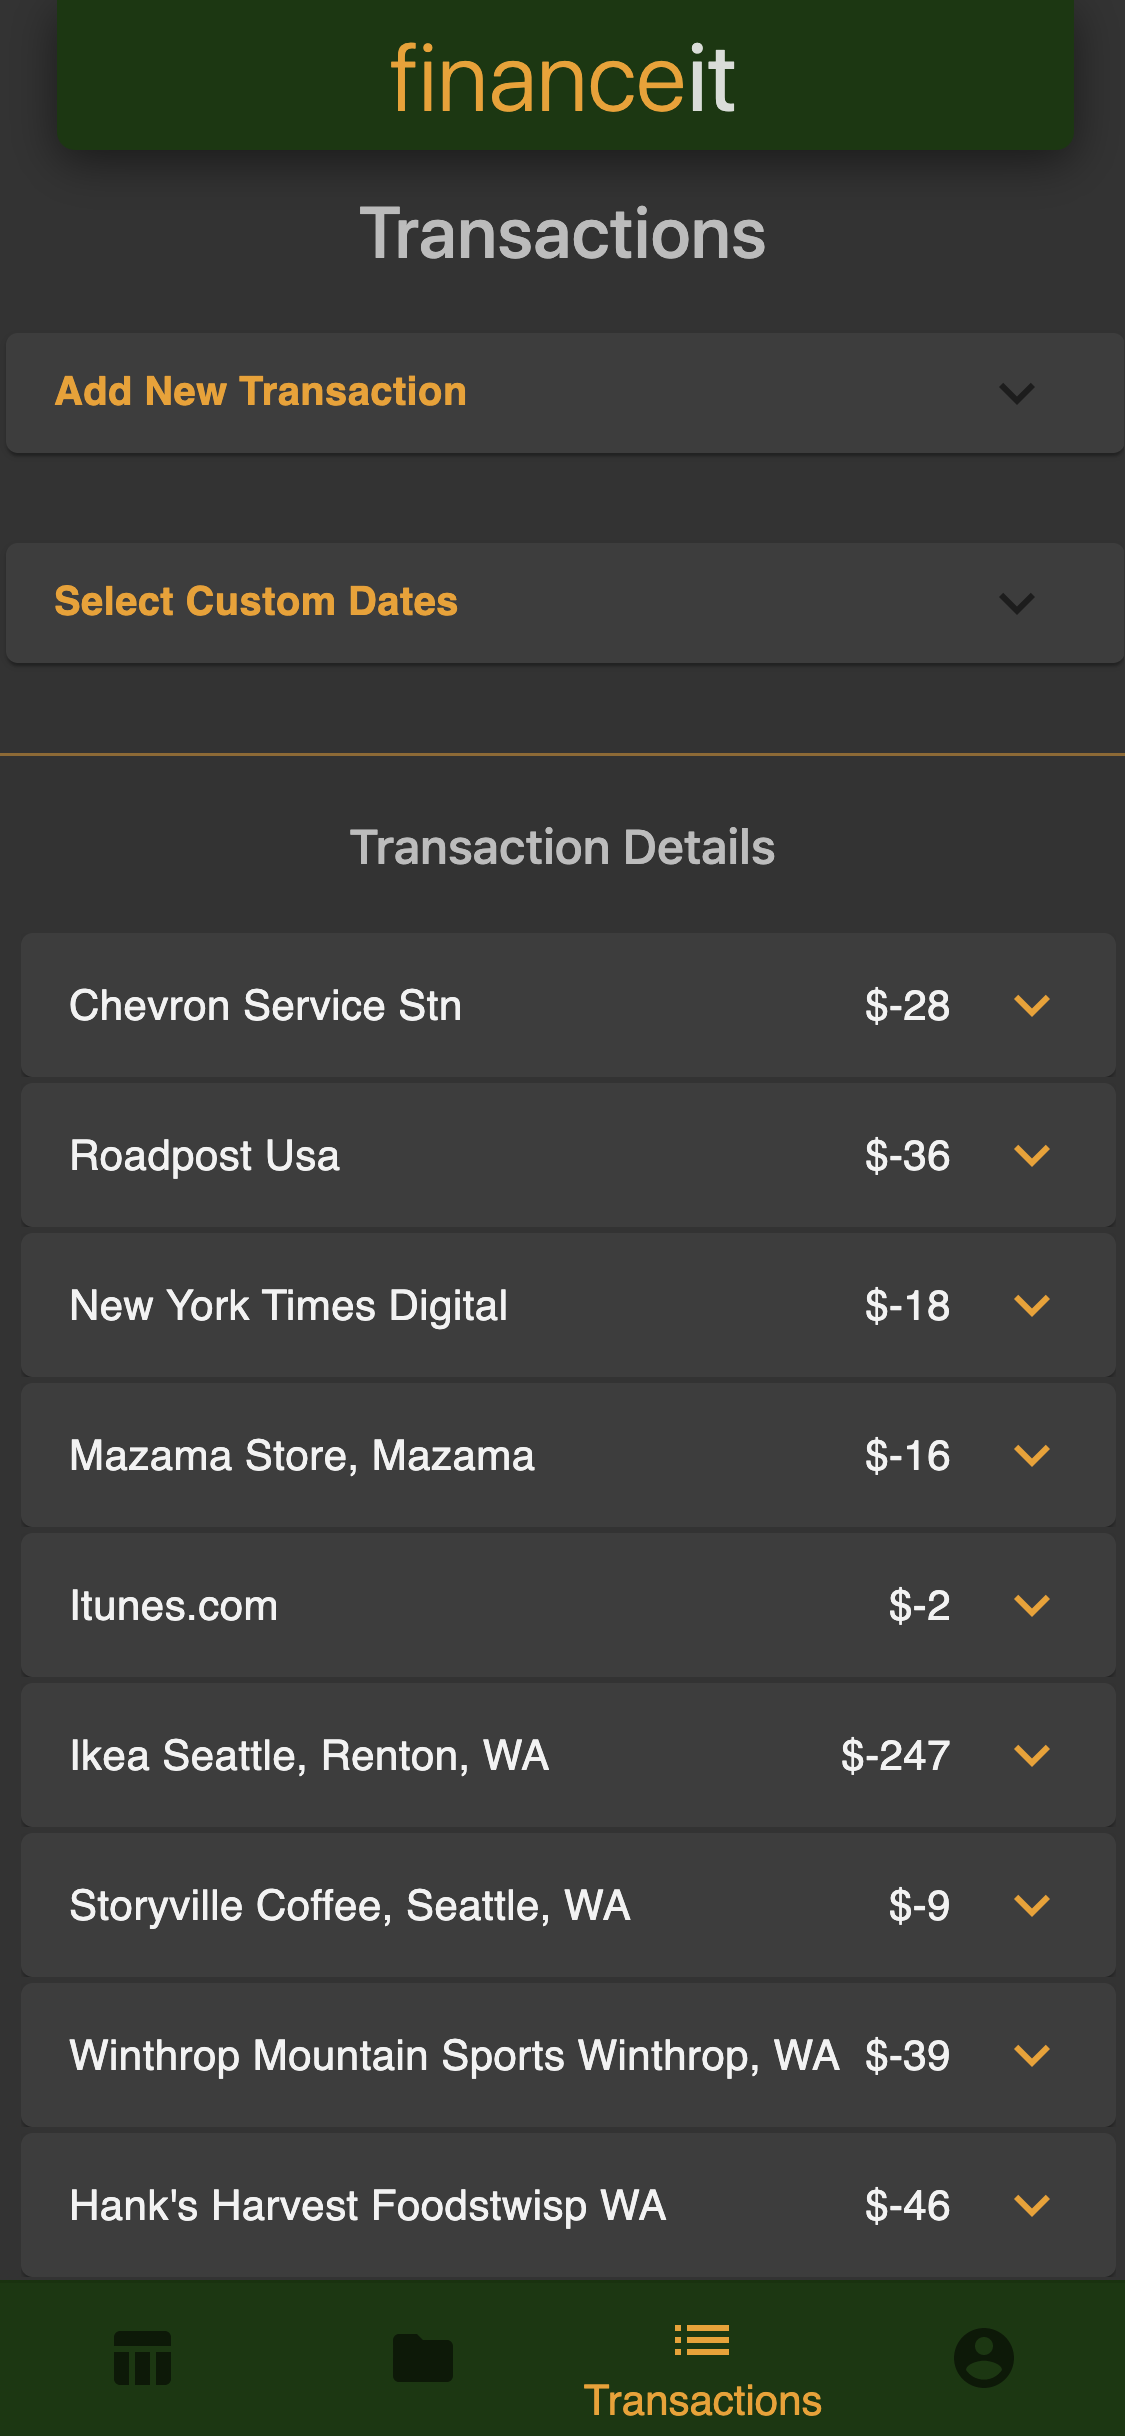 financeit
Transactions
Add New Transaction
Select Custom Dates
Transaction Details
Chevron Service Stn $-28
Roadpost Usa $-36
New York Times Digital $-18
Mazama Store, Mazama $-16
Itunes.com $-2
Ikea Seattle, Renton, WA $-247
Storyville Coffee, Seattle, WA $-9
Winthrop Mountain Sports Winthrop, WA $-39
Hank's Harvest Foodstwisp WA $-46
Transactions